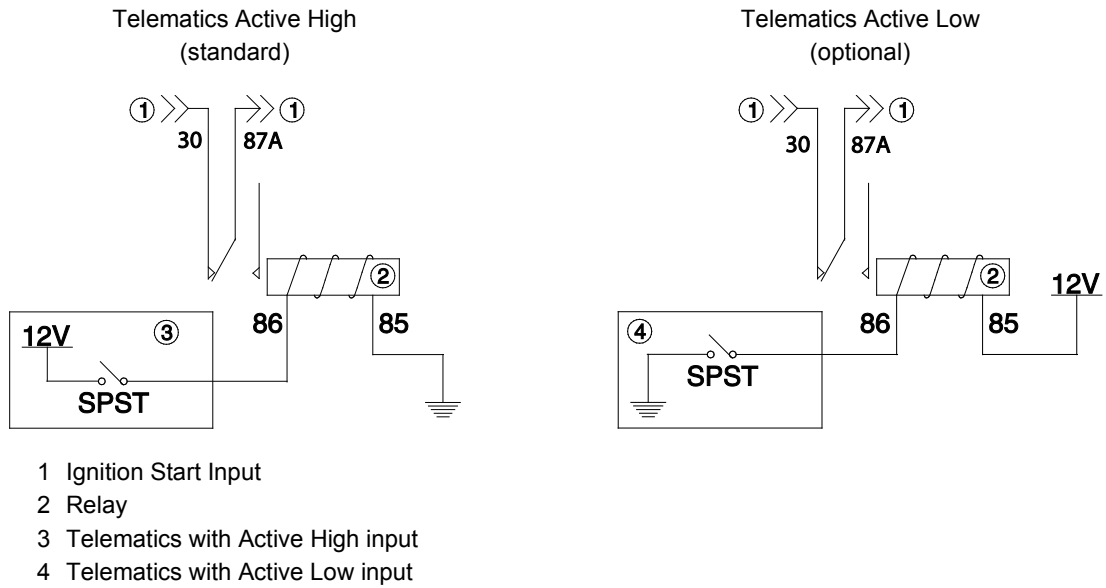 Telematics Active High
(standard)
1 1
30 87A
2
86 85
12V 3
SPST
Telematics Active Low
(optional)
1 1
30 87A
2
12V
86 85
4
SPST
1 Ignition Start Input
2 Relay
3 Telematics with Active High input
4 Telematics with Active Low input